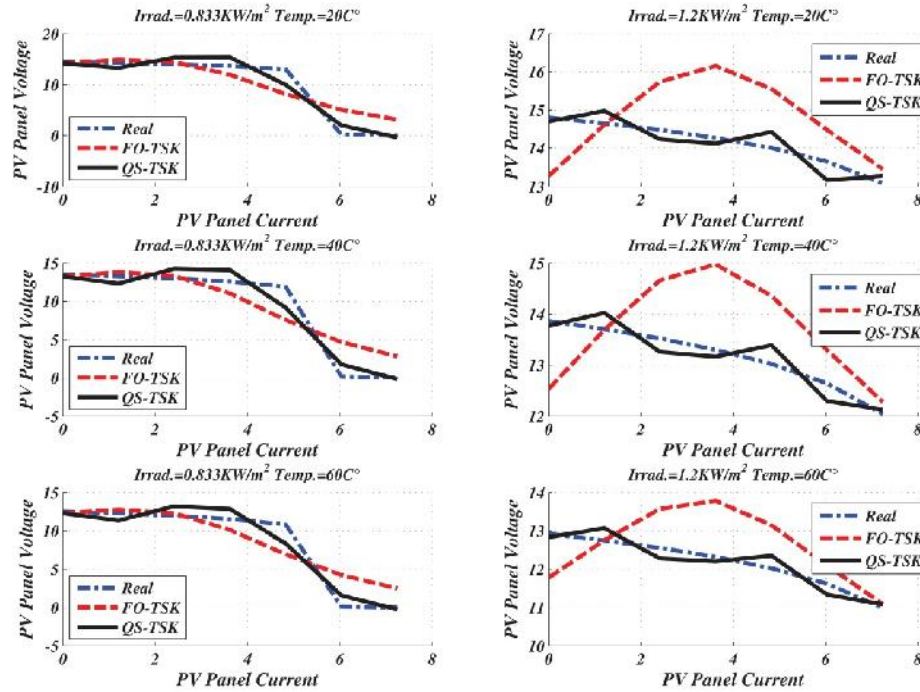 Irrad.=0.833KW/m² Temp.=20C°
PV Panel Voltage
20
10
0
-10
Real
FO-TSK
QS-TSK
0 2 4 6 8
PV Panel Current
Irrad.=1.2KW/m² Temp.=20C°
PV Panel Voltage
17
16
15
14
13
Real
FO-TSK
QS-TSK
0 2 4 6 8
PV Panel Current
Irrad.=0.833KW/m² Temp.=40C°
PV Panel Voltage
15
10
5
0
-5
Real
FO-TSK
QS-TSK
0 2 4 6 8
PV Panel Current
Irrad.=1.2KW/m² Temp.=40C°
PV Panel Voltage
15
14
13
12
Real
FO-TSK
QS-TSK
0 2 4 6 8
PV Panel Current
Irrad.=0.833KW/m² Temp.=60C°
PV Panel Voltage
15
10
5
0
-5
Real
FO-TSK
QS-TSK
0 2 4 6 8
PV Panel Current
Irrad.=1.2KW/m² Temp.=60C°
PV Panel Voltage
14
13
12
11
10
Real
FO-TSK
QS-TSK
0 2 4 6 8
PV Panel Current